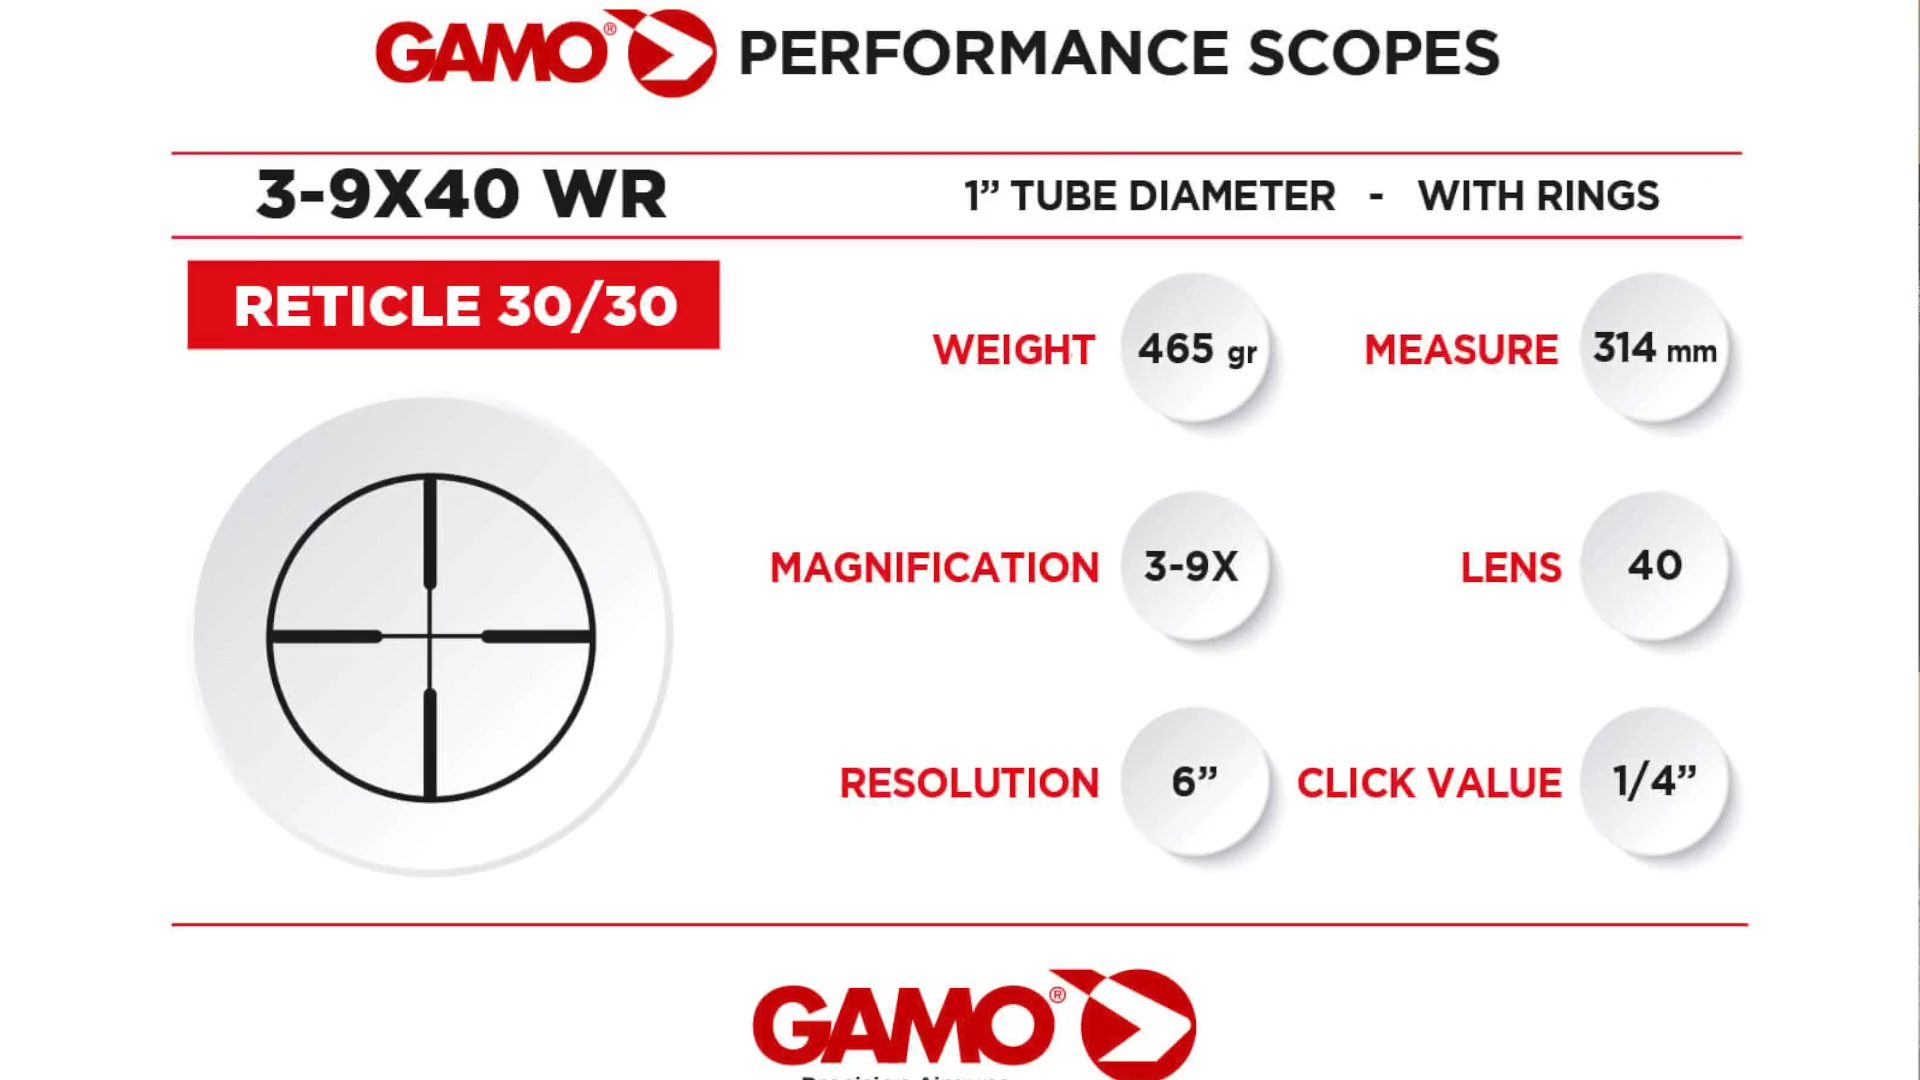 GAMO® PERFORMANCE SCOPES
3-9X40 WR
1” TUBE DIAMETER - WITH RINGS
RETICLE 30/30
WEIGHT 465 gr MEASURE 314 mm
MAGNIFICATION 3-9X LENS 40
RESOLUTION 6” CLICK VALUE 1/4”
GAMO®